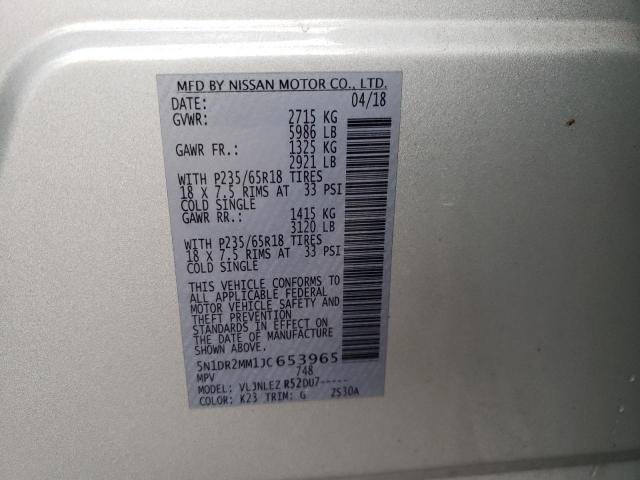 MFD BY NISSAN MOTOR CO., LTD.
DATE: 04/18
GVWR: 2715 KG
5986 LB
GAWR FR.: 1325 KG
2921 LB
WITH P235/65R18 TIRES
18 X 7.5 RIMS AT 33 PSI
COLD SINGLE
GAWR RR.: 1415 KG
3120 LB
WITH P235/65R18 TIRES
18 X 7.5 RIMS AT 33 PSI
COLD SINGLE
THIS VEHICLE CONFORMS TO
ALL APPLICABLE FEDERAL
MOTOR VEHICLE SAFETY AND
THEFT PREVENTION
STANDARDS IN EFFECT ON
THE DATE OF MANUFACTURE
SHOWN ABOVE.
5N1DR2MM1JC653965
MPV 748
MODEL: VLJNLEZ R52DU7-----
COLOR: K23 TRIM: G ZS30A